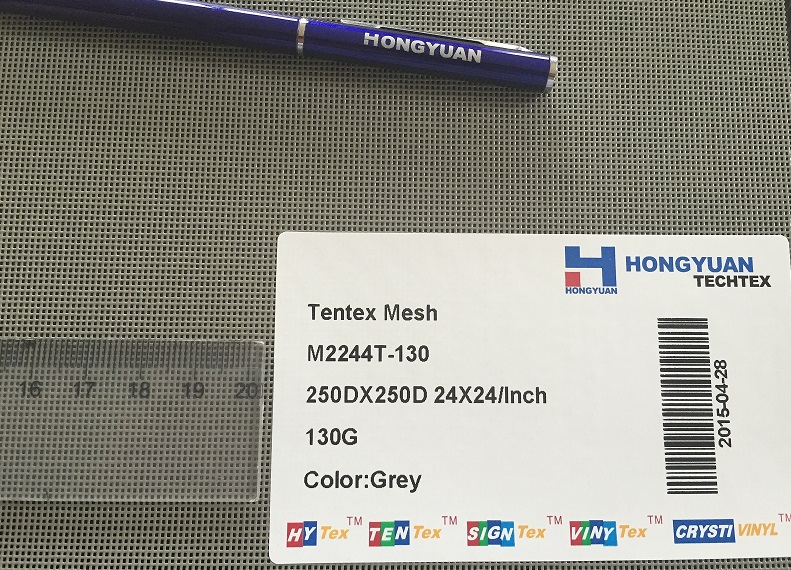 HONGYUAN
HONGYUAN
TECHTEX
HONGYUAN
Tentex Mesh
M2244T-130
250DX250D 24X24/Inch
130G
Color:Grey
2015-04-28
16 17 18 19 20
HYTex™ TENTex™ SIGNTex™ VINYTex™ CRYSTIVINYL™